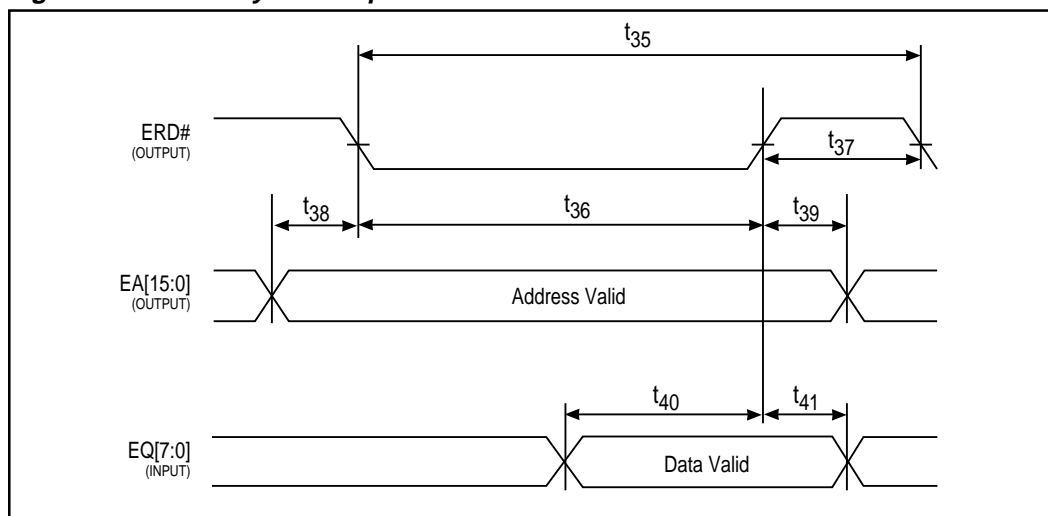 t35
ERD#
(OUTPUT)
t37
t38
t36
t39
EA[15:0]
(OUTPUT)
Address Valid
t40
t41
EQ[7:0]
(INPUT)
Data Valid